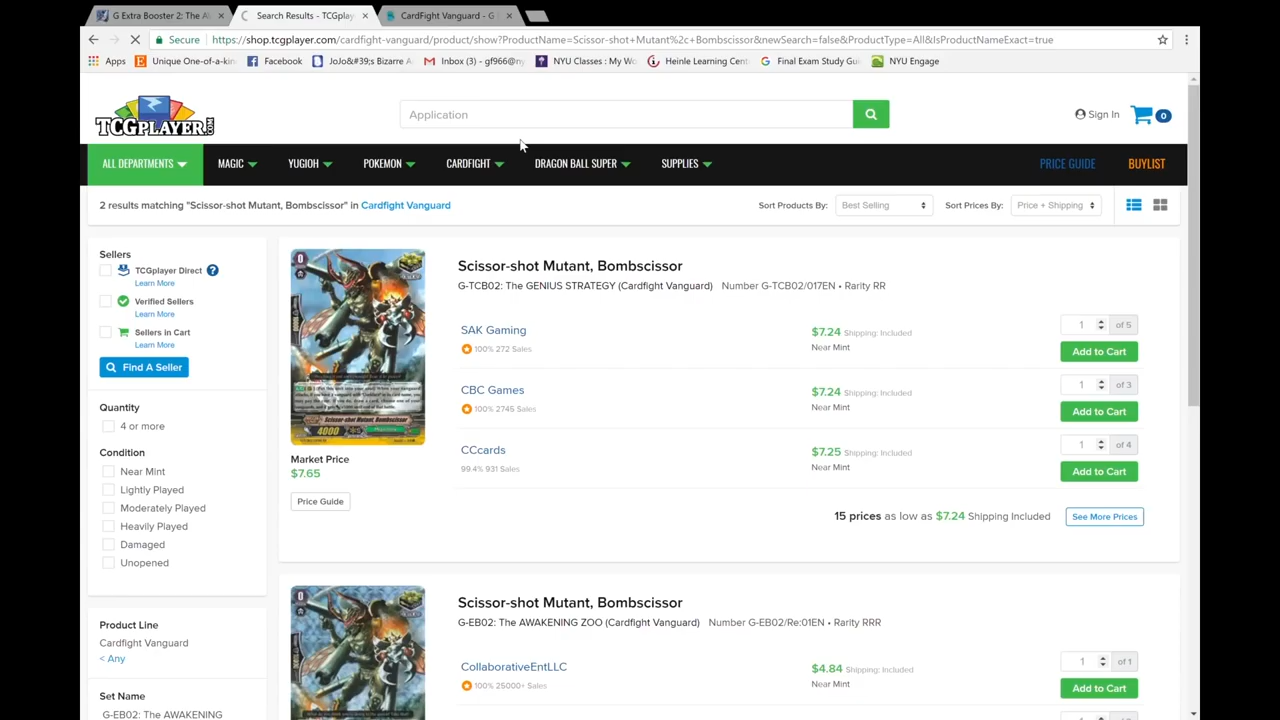 G Extra Booster 2: The Aw
Search Results - TCGplay
CardFight Vanguard - G E
Secure
https://shop.tcgplayer.com/cardfight-vanguard/product/show?ProductName=Scissor-shot+Mutant%2c+Bombscissor&newSearch=false&ProductType=All&IsProductNameExact=true
Apps
Unique One-of-a-kin
Facebook
JoJo&#39;s Bizarre A
Inbox (3) - gf966@ny
NYU Classes : My Wo
Heinle Learning Cent
Final Exam Study Gui
NYU Engage
TCGPLAYER.COM
Application
Sign In
0
ALL DEPARTMENTS
MAGIC
YUGIOH
POKEMON
CARDFIGHT
DRAGON BALL SUPER
SUPPLIES
PRICE GUIDE
BUYLIST
2 results matching "Scissor-shot Mutant, Bombscissor" in Cardfight Vanguard
Sort Products By:
Best Selling
Sort Prices By:
Price + Shipping
Sellers
TCGplayer Direct ?
Learn More
Verified Sellers
Learn More
Sellers in Cart
Learn More
Find A Seller
Quantity
4 or more
Condition
Near Mint
Lightly Played
Moderately Played
Heavily Played
Damaged
Unopened
Product Line
Cardfight Vanguard
< Any
Set Name
G-EB02: The AWAKENING
0
Scissor-shot Mutant, Bombscissor
4000
Market Price
$7.65
Price Guide
Scissor-shot Mutant, Bombscissor
G-TCB02: The GENIUS STRATEGY (Cardfight Vanguard) Number G-TCB02/017EN • Rarity RR
SAK Gaming
100% 272 Sales
$7.24 Shipping: Included
Near Mint
1 of 5
Add to Cart
CBC Games
100% 2745 Sales
$7.24 Shipping: Included
Near Mint
1 of 3
Add to Cart
CCcards
99.4% 931 Sales
$7.25 Shipping: Included
Near Mint
1 of 4
Add to Cart
15 prices as low as $7.24 Shipping Included
See More Prices
0
Scissor-shot Mutant, Bombscissor
G-EB02: The AWAKENING ZOO (Cardfight Vanguard) Number G-EB02/Re:01EN • Rarity RRR
CollaborativeEntLLC
100% 25000+ Sales
$4.84 Shipping: Included
Near Mint
1 of 1
Add to Cart